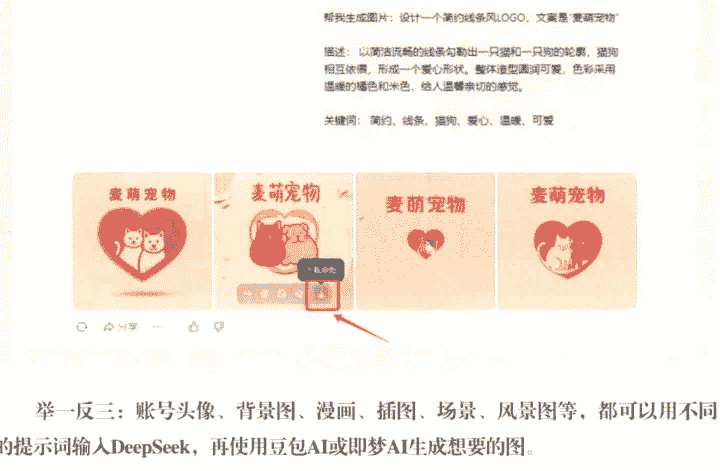 帮我生成图片：设计一个简约线条风LOGO，文案是“麦萌宠物”
描述： 以简洁流畅的线条勾勒出一只猫和一只狗的轮廓，猫狗
相互依偎，形成一个爱心形状。整体造型圆润可爱，色彩采用
温暖的橘色和米色，给人温馨亲切的感觉。
关键词： 简约、线条、猫狗、爱心、温暖、可爱
麦萌宠物
麦萌宠物
麦萌宠物
麦萌宠物
分享
举一反三：账号头像、背景图、漫画、插图、场景、风景图等，都可以用不同
的提示词输入DeepSeek，再使用豆包AI或即梦AI生成想要的图。